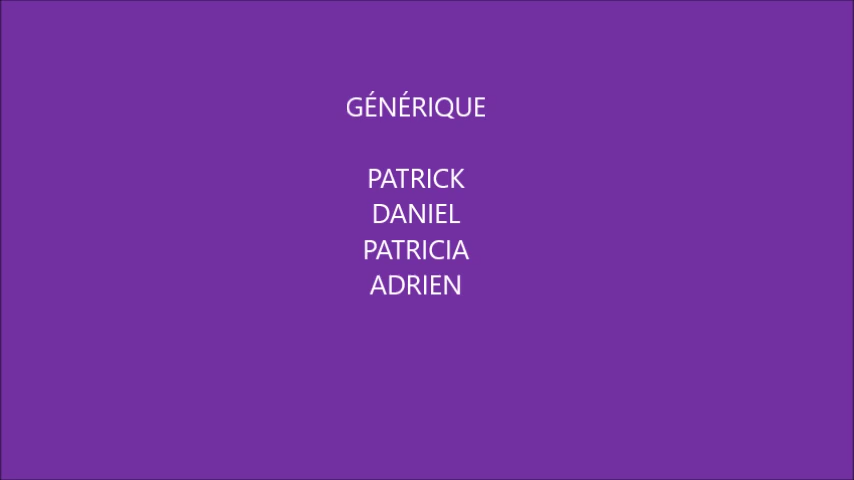 GÉNÉRIQUE
PATRICK
DANIEL
PATRICIA
ADRIEN